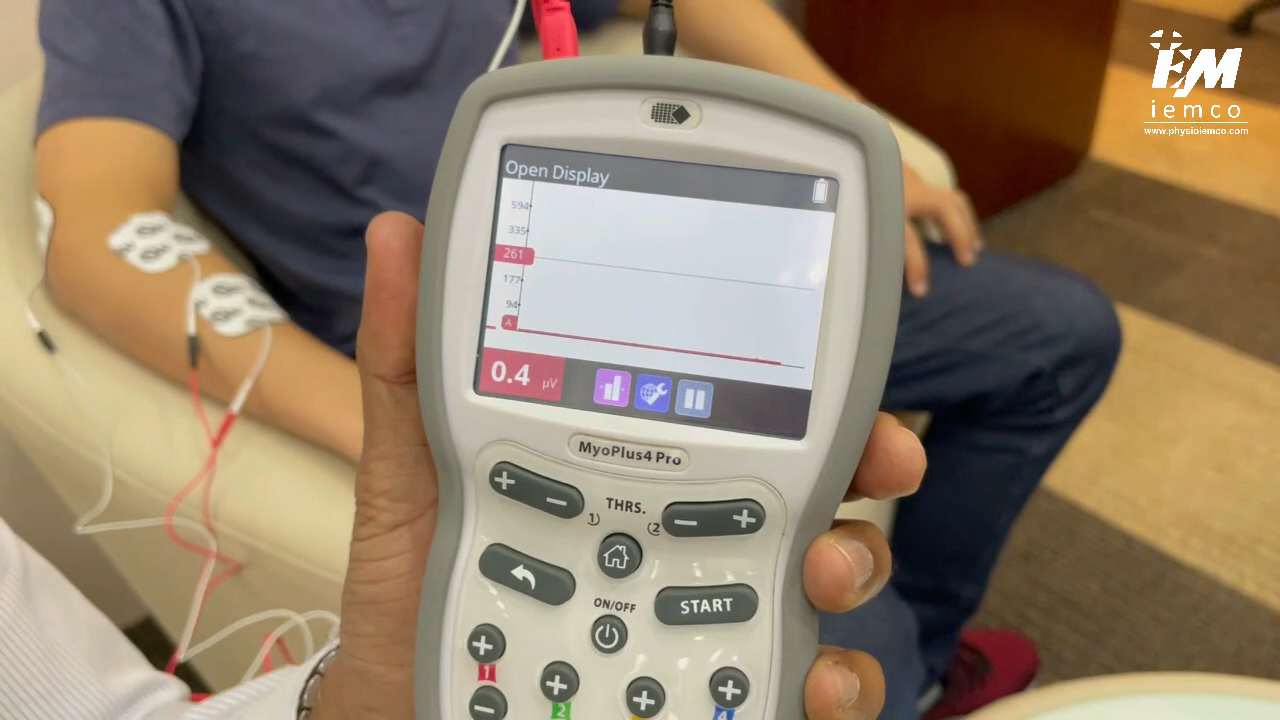 iEM
iemco
www.physioiemco.com
Open Display
594
335
261
177
94
A
0.4 μV
MyoPlus4 Pro
+ − THRS. − +
1 2
ON/OFF
START
+ + + +
1 2 4
−